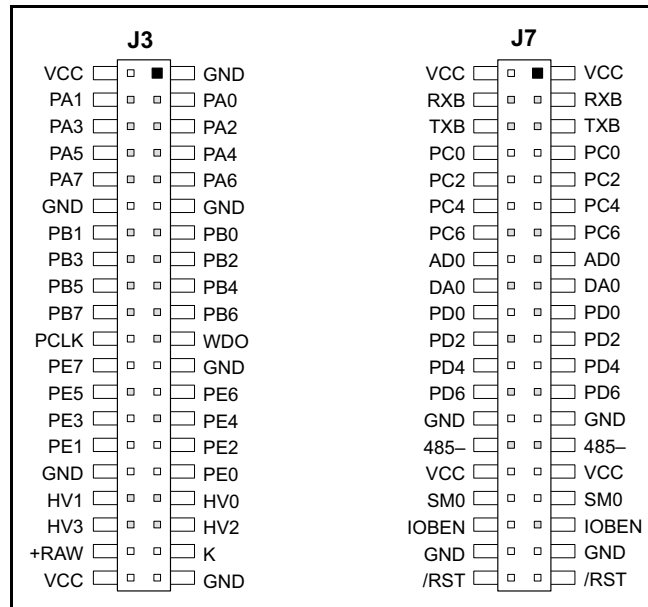 J3
VCC GND
PA1 PA0
PA3 PA2
PA5 PA4
PA7 PA6
GND GND
PB1 PB0
PB3 PB2
PB5 PB4
PB7 PB6
PCLK WDO
PE7 GND
PE5 PE6
PE3 PE4
PE1 PE2
GND PE0
HV1 HV0
HV3 HV2
+RAW K
VCC GND
J7
VCC VCC
RXB RXB
TXB TXB
PC0 PC0
PC2 PC2
PC4 PC4
PC6 PC6
AD0 AD0
DA0 DA0
PD0 PD0
PD2 PD2
PD4 PD4
PD6 PD6
GND GND
485– 485–
VCC VCC
SM0 SM0
IOBEN IOBEN
GND GND
/RST /RST